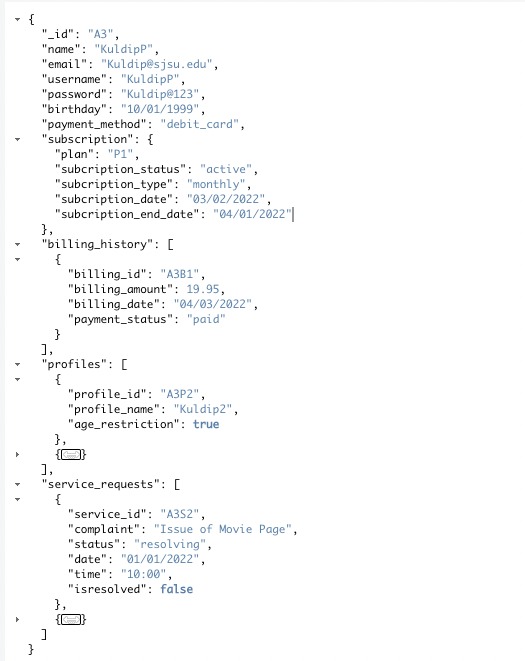 {
"_id": "A3",
"name": "KuldipP",
"email": "Kuldip@sjsu.edu",
"username": "KuldipP",
"password": "Kuldip@123",
"birthday": "10/01/1999",
"payment_method": "debit_card",
"subscription": {
"plan": "P1",
"subcription_status": "active",
"subcription_type": "monthly",
"subcription_date": "03/02/2022",
"subcription_end_date": "04/01/2022"
},
"billing_history": [
{
"billing_id": "A3B1",
"billing_amount": 19.95,
"billing_date": "04/03/2022",
"payment_status": "paid"
}
],
"profiles": [
{
"profile_id": "A3P2",
"profile_name": "Kuldip2",
"age_restriction": true
},
{}
],
"service_requests": [
{
"service_id": "A3S2",
"complaint": "Issue of Movie Page",
"status": "resolving",
"date": "01/01/2022",
"time": "10:00",
"isresolved": false
},
{}
]
}